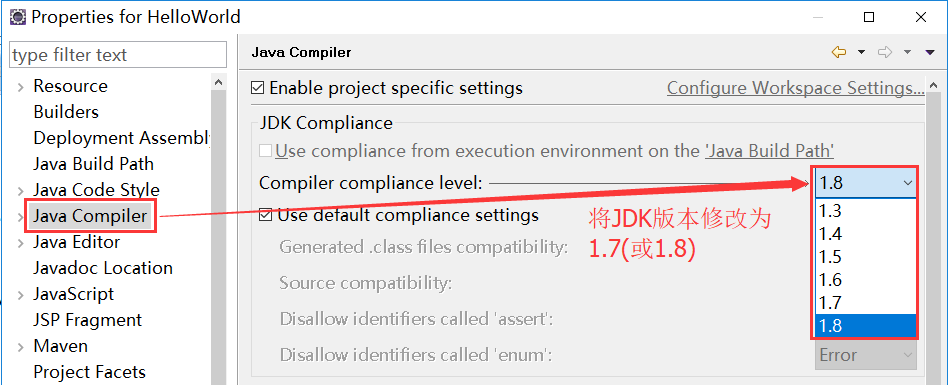 Properties for HelloWorld
type filter text
Resource
Builders
Deployment Assembly
Java Build Path
Java Code Style
Java Compiler
Java Editor
Javadoc Location
JavaScript
JSP Fragment
Maven
Project Facets
Java Compiler
Enable project specific settings
Configure Workspace Settings...
JDK Compliance
Use compliance from execution environment on the 'Java Build Path'
Compiler compliance level:
1.8
Use default compliance settings
Generated .class files compatibility:
Source compatibility:
Disallow identifiers called 'assert':
Disallow identifiers called 'enum':
将JDK版本修改为
1.7(或1.8)
1.3
1.4
1.5
1.6
1.7
1.8
Error